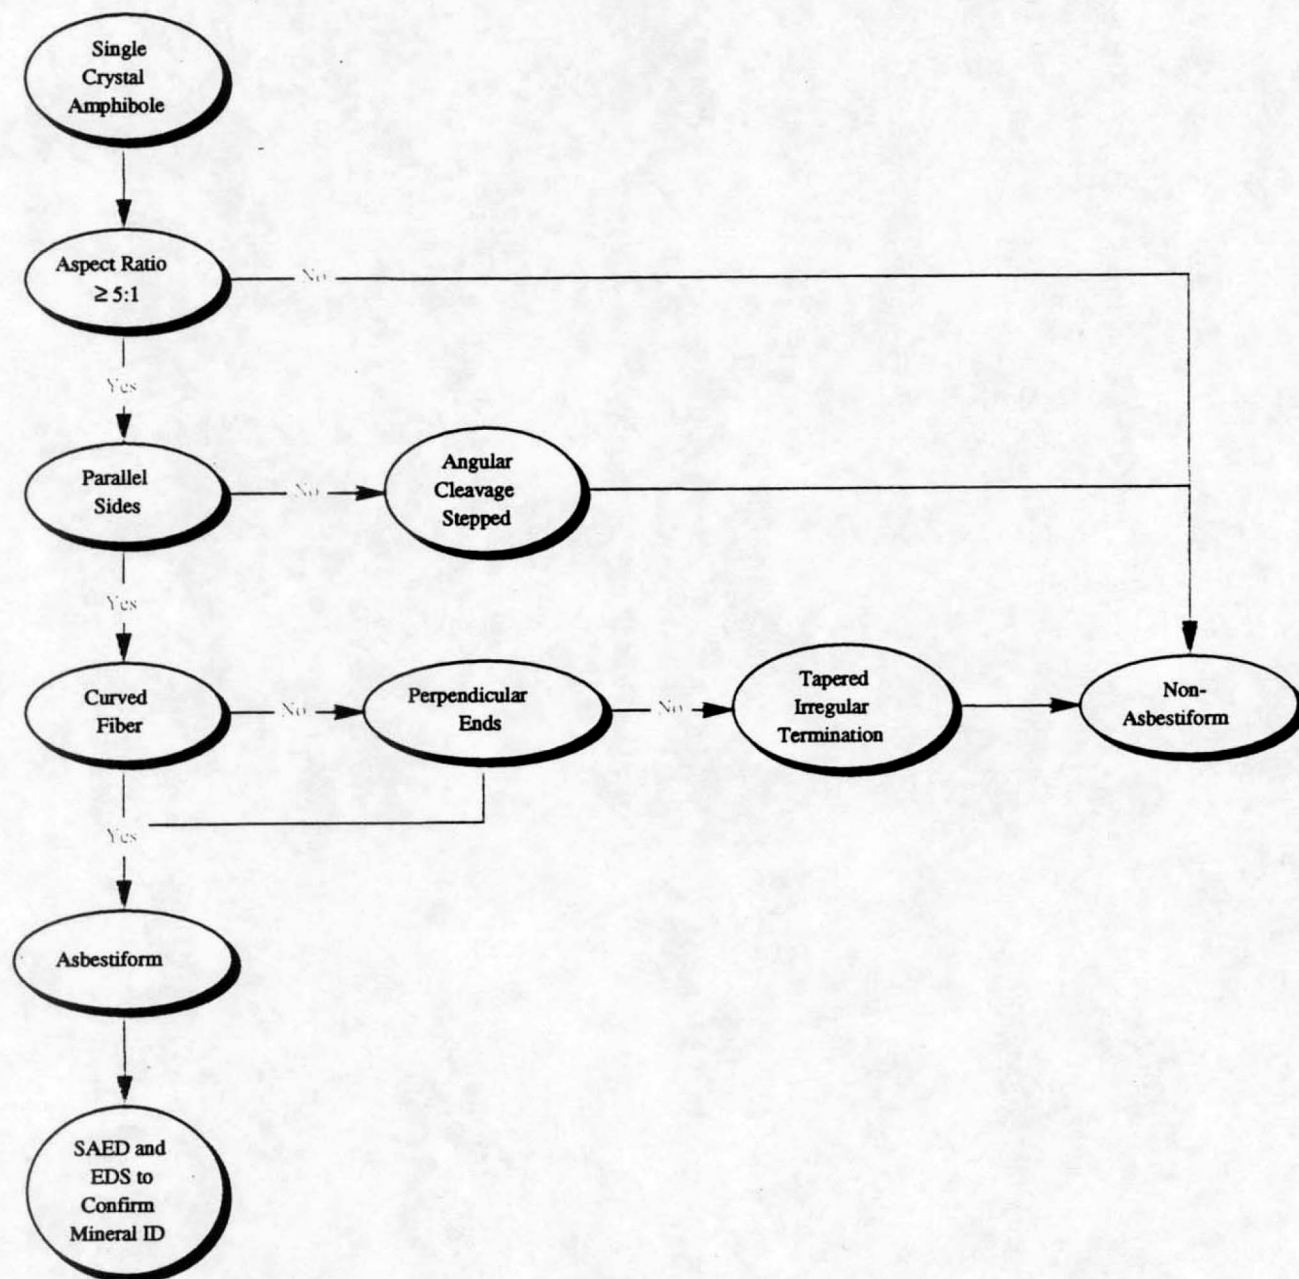 Single
Crystal
Amphibole
Aspect Ratio
≥ 5:1
No
Yes
Parallel
Sides
No
Angular
Cleavage
Stepped
Yes
Curved
Fiber
No
Perpendicular
Ends
No
Tapered
Irregular
Termination
Non-
Asbestiform
Yes
Asbestiform
SAED and
EDS to
Confirm
Mineral ID